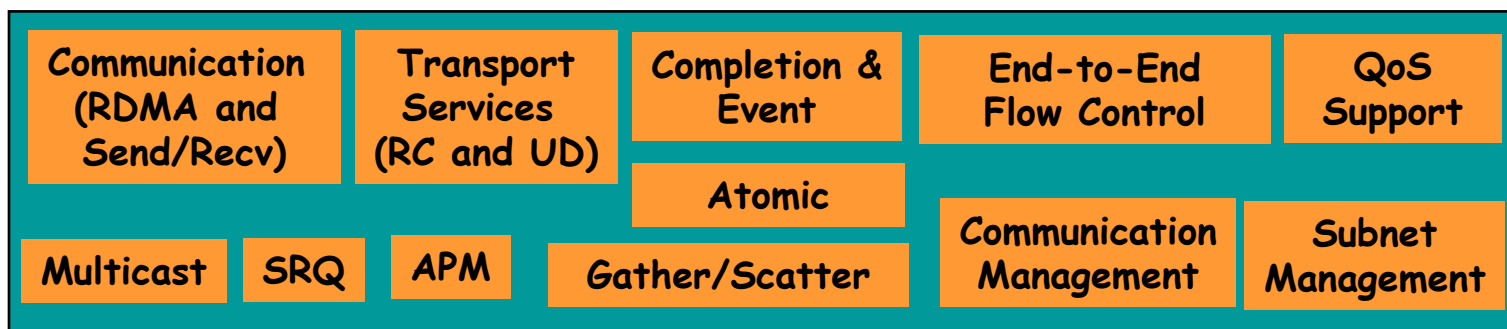 Communication
(RDMA and
Send/Recv)
Transport
Services
(RC and UD)
Completion &
Event
End-to-End
Flow Control
QoS
Support
Atomic
Multicast
SRQ
APM
Gather/Scatter
Communication
Management
Subnet
Management